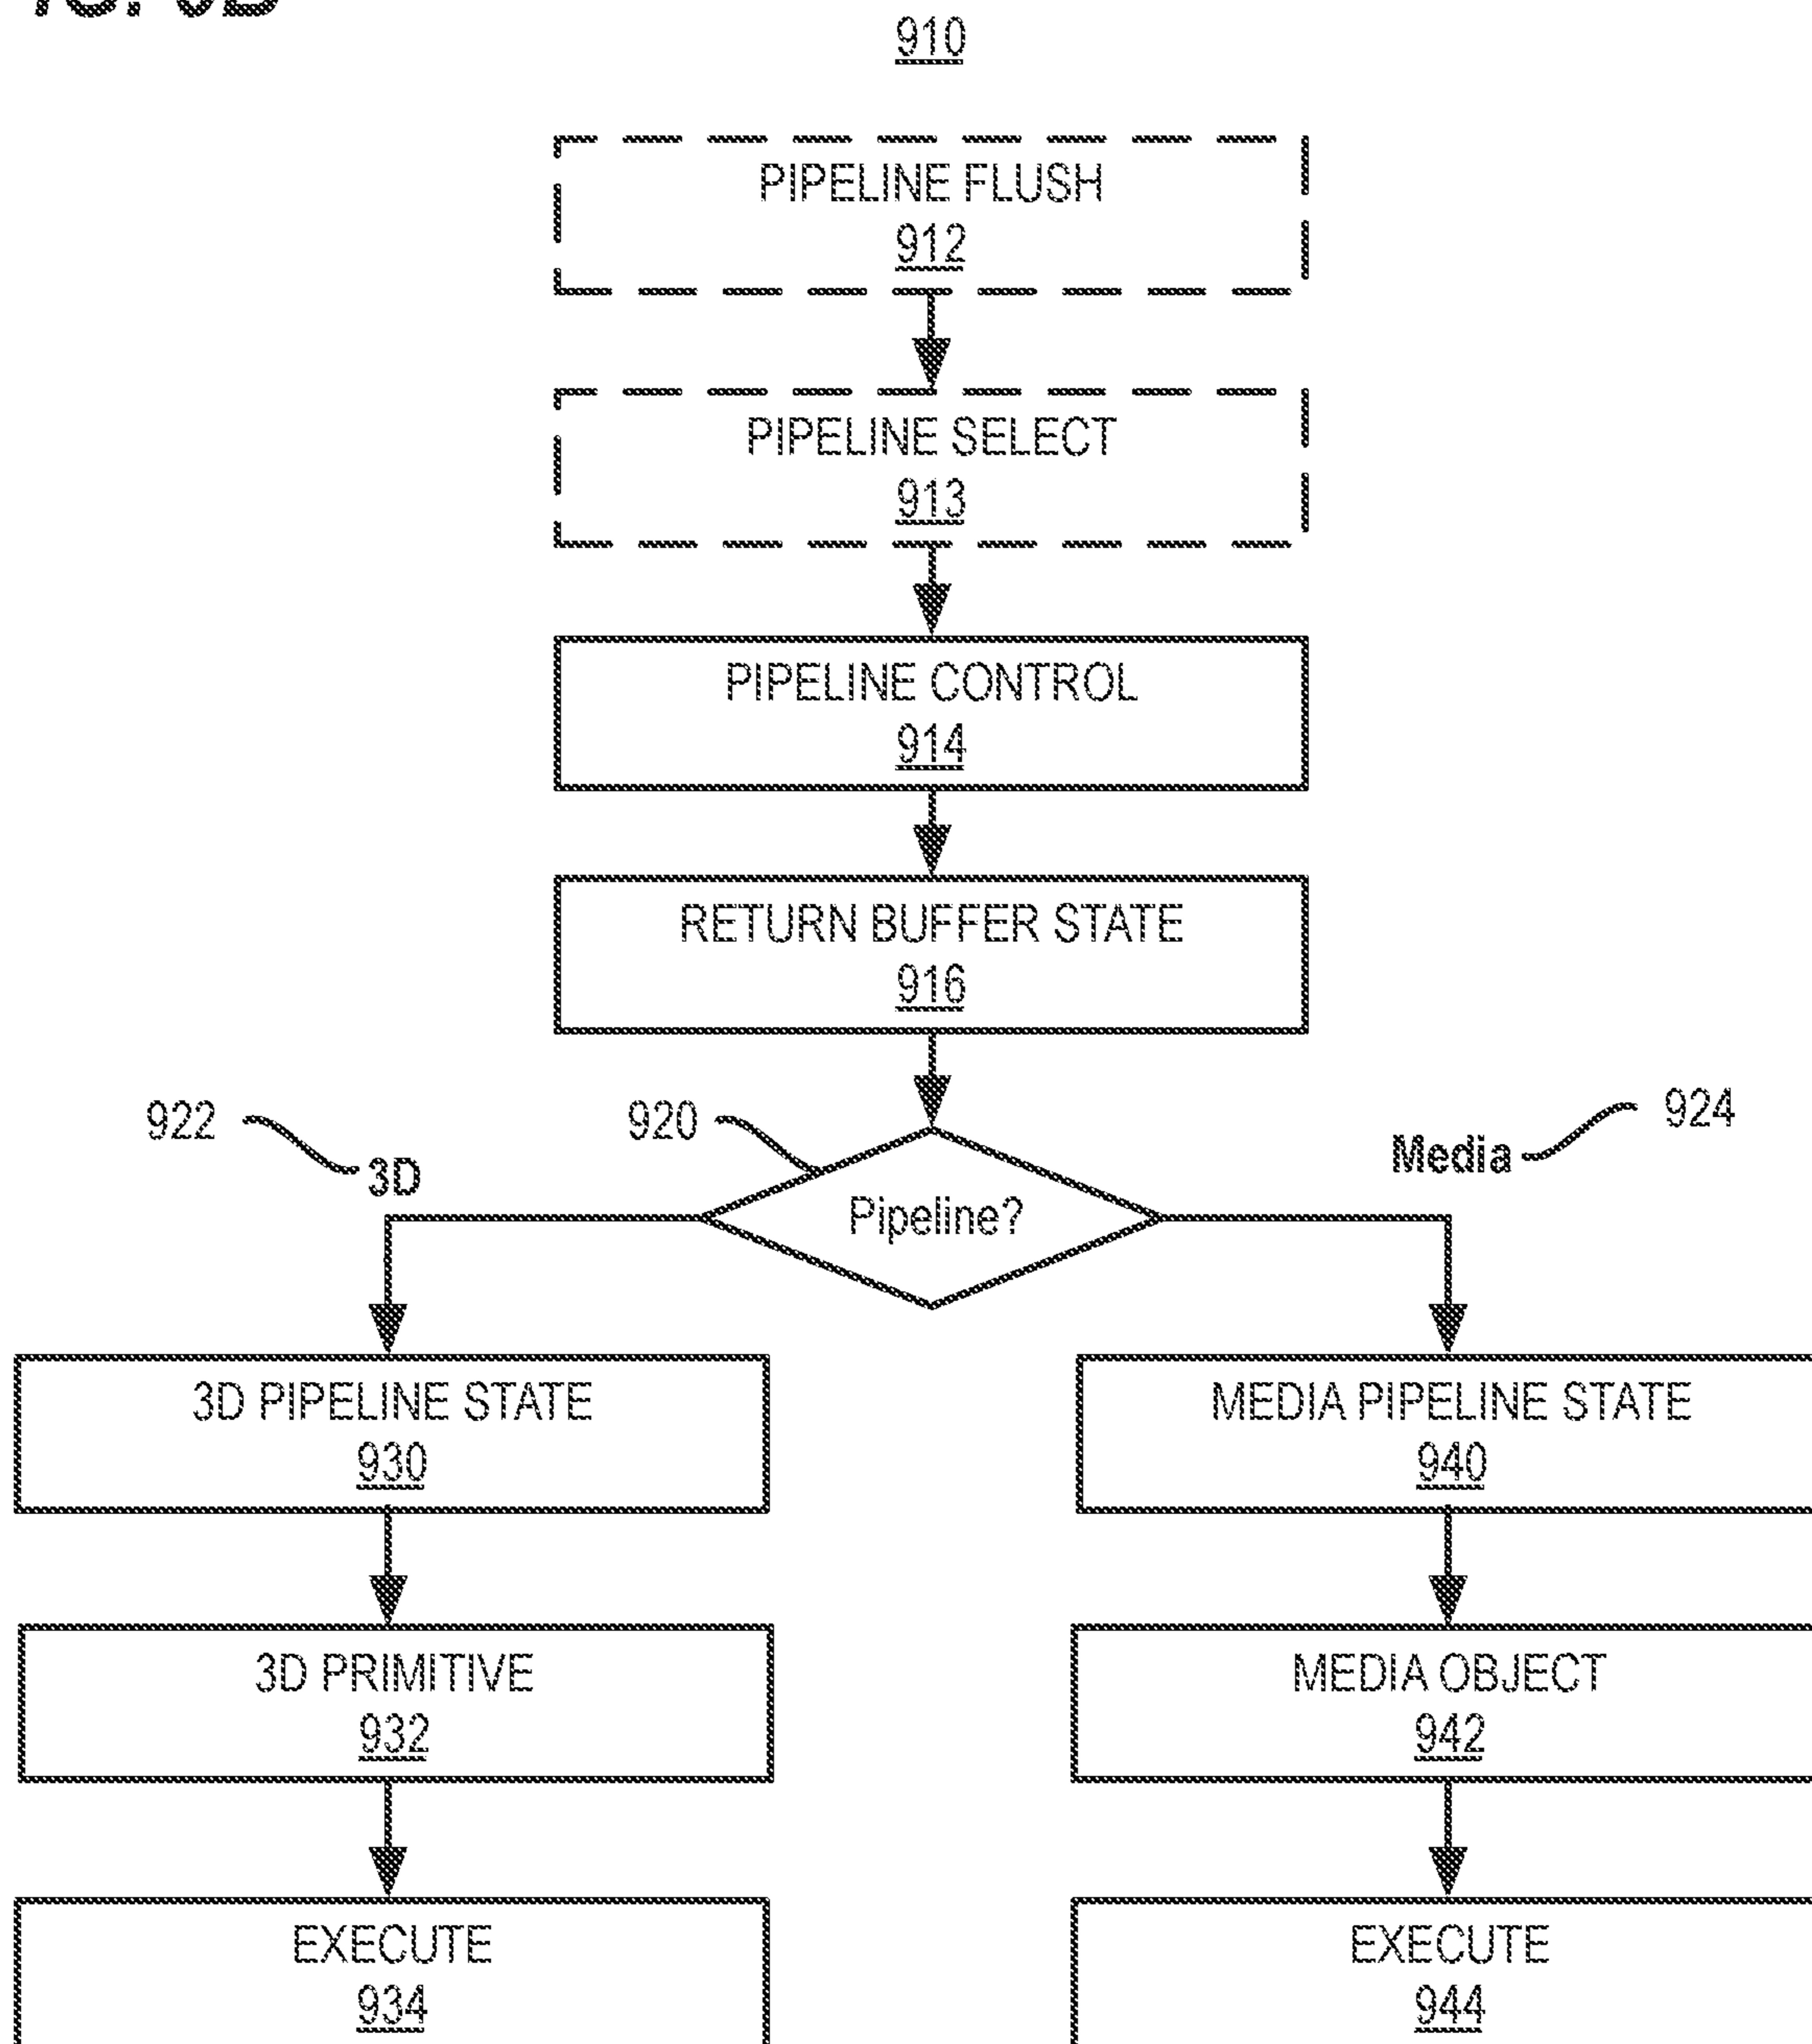 910
PIPELINE FLUSH
912
PIPELINE SELECT
913
PIPELINE CONTROL
914
RETURN BUFFER STATE
916
922
3D
920
Pipeline?
Media
924
3D PIPELINE STATE
930
MEDIA PIPELINE STATE
940
3D PRIMITIVE
932
MEDIA OBJECT
942
EXECUTE
934
EXECUTE
944